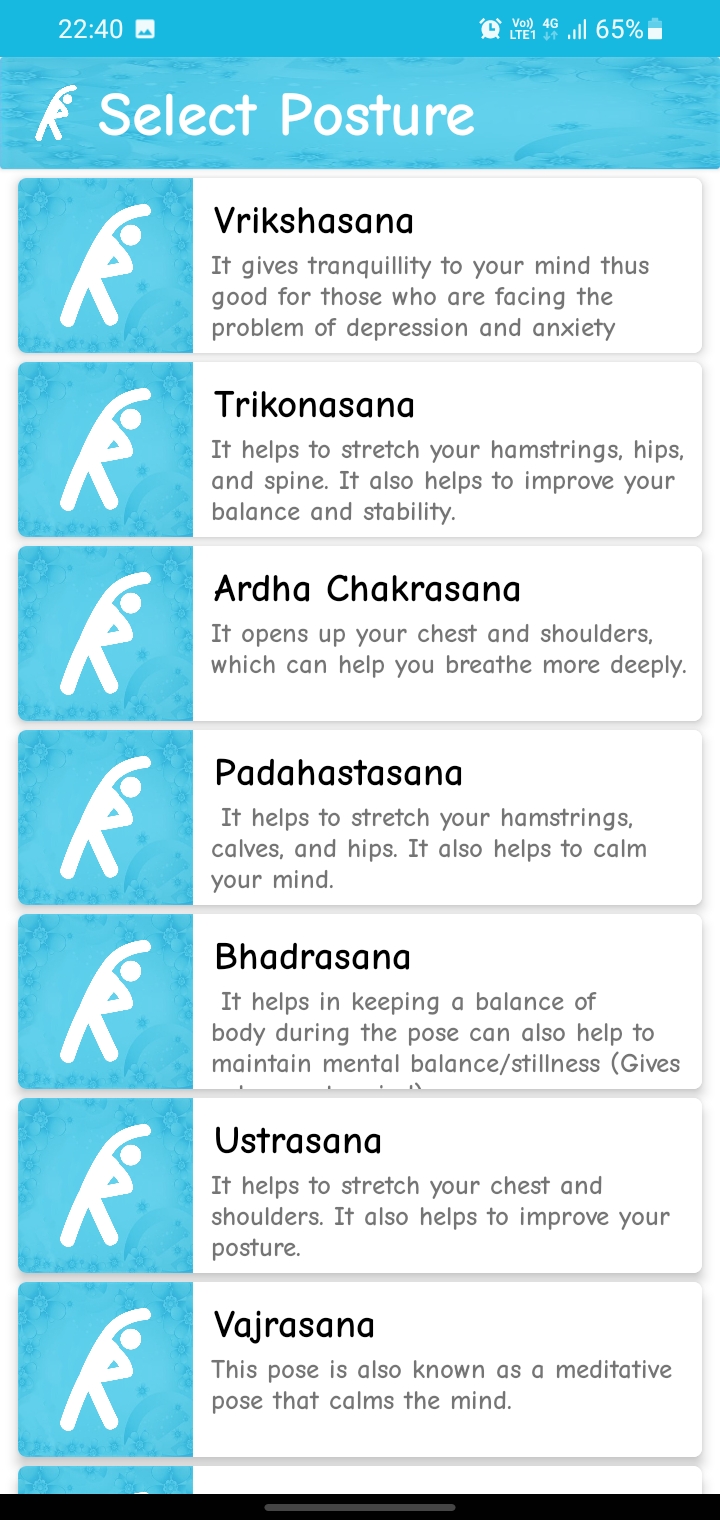 22:40
Vo)) 4G
LTE1
65%
Select Posture
Vrikshasana
It gives tranquillity to your mind thus
good for those who are facing the
problem of depression and anxiety
Trikonasana
It helps to stretch your hamstrings, hips,
and spine. It also helps to improve your
balance and stability.
Ardha Chakrasana
It opens up your chest and shoulders,
which can help you breathe more deeply.
Padahastasana
It helps to stretch your hamstrings,
calves, and hips. It also helps to calm
your mind.
Bhadrasana
It helps in keeping a balance of
body during the pose can also help to
maintain mental balance/stillness (Gives
Ustrasana
It helps to stretch your chest and
shoulders. It also helps to improve your
posture.
Vajrasana
This pose is also known as a meditative
pose that calms the mind.